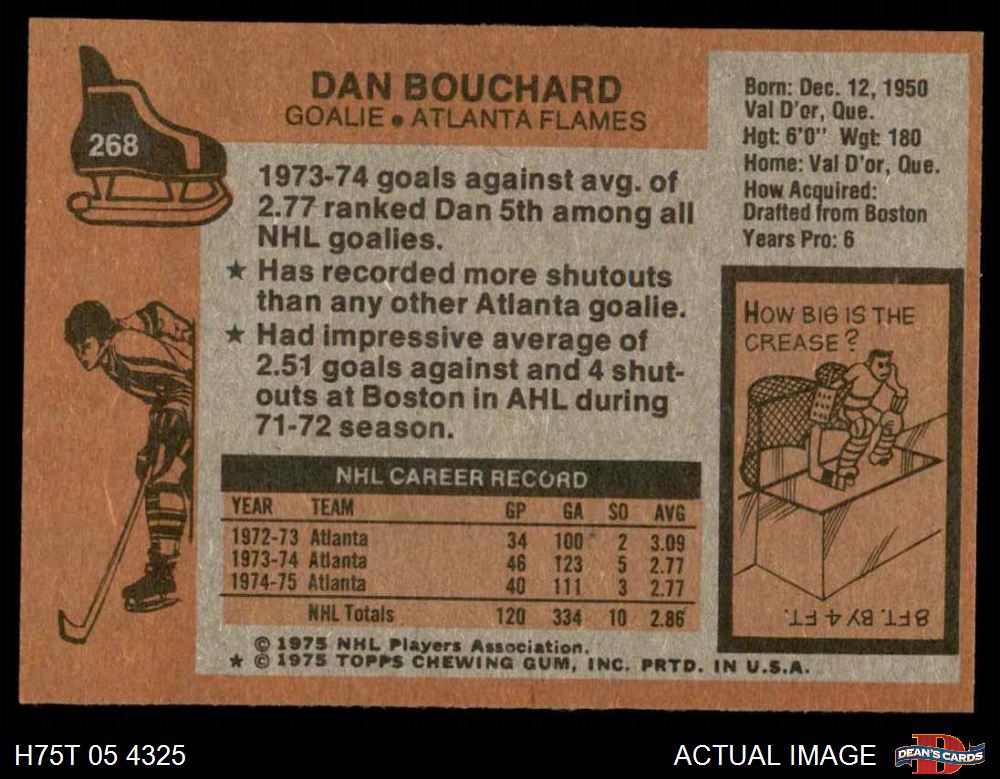 268
DAN BOUCHARD
GOALIE • ATLANTA FLAMES
1973-74 goals against avg. of
2.77 ranked Dan 5th among all
NHL goalies.
★ Has recorded more shutouts
than any other Atlanta goalie.
★ Had impressive average of
2.51 goals against and 4 shut-
outs at Boston in AHL during
71-72 season.
Born: Dec. 12, 1950
Val D'or, Que.
Hgt: 6'0" Wgt: 180
Home: Val D'or, Que.
How Acquired:
Drafted from Boston
Years Pro: 6
HOW BIG IS THE
CREASE?
8 FT. BY 4 FT.
NHL CAREER RECORD
YEAR TEAM GP GA SO AVG
1972-73 Atlanta 34 100 2 3.09
1973-74 Atlanta 46 123 5 2.77
1974-75 Atlanta 40 111 3 2.77
NHL Totals 120 334 10 2.86
© 1975 NHL Players Association.
★ © 1975 TOPPS CHEWING GUM, INC. PRTD. IN U.S.A.
H75T 05 4325
ACTUAL IMAGE
DEAN'S CARDS